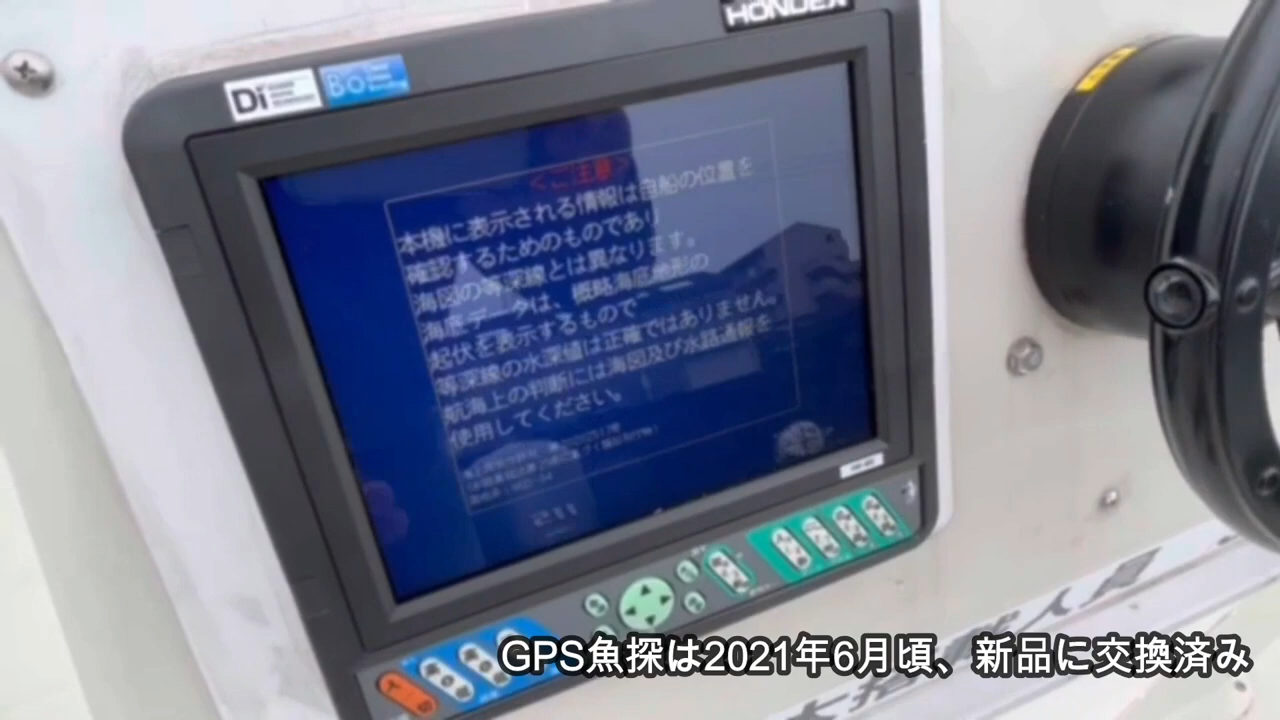 HONDEX
Di
Bo
<ご注意>
本機に表示される情報は自船の位置を
確認するためのものであり
海図の等深線とは異なります。
海底データは、概略海底地形の
起伏を表示するもので
等深線の水深値は正確ではありません。
航海上の判断には海図及び水路通報を
使用してください。
GPS魚探は2021年6月頃、新品に交換済み